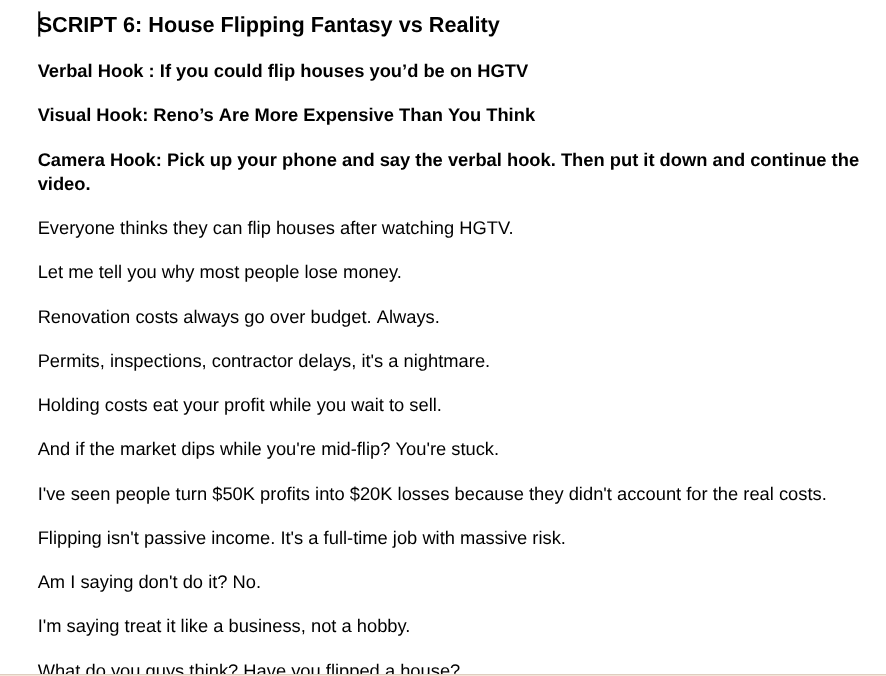 SCRIPT 6: House Flipping Fantasy vs Reality
Verbal Hook : If you could flip houses you’d be on HGTV
Visual Hook: Reno’s Are More Expensive Than You Think
Camera Hook: Pick up your phone and say the verbal hook. Then put it down and continue the
video.
Everyone thinks they can flip houses after watching HGTV.
Let me tell you why most people lose money.
Renovation costs always go over budget. Always.
Permits, inspections, contractor delays, it's a nightmare.
Holding costs eat your profit while you wait to sell.
And if the market dips while you're mid-flip? You're stuck.
I've seen people turn $50K profits into $20K losses because they didn't account for the real costs.
Flipping isn't passive income. It's a full-time job with massive risk.
Am I saying don't do it? No.
I'm saying treat it like a business, not a hobby.
What do you guys think? Have you flipped a house?